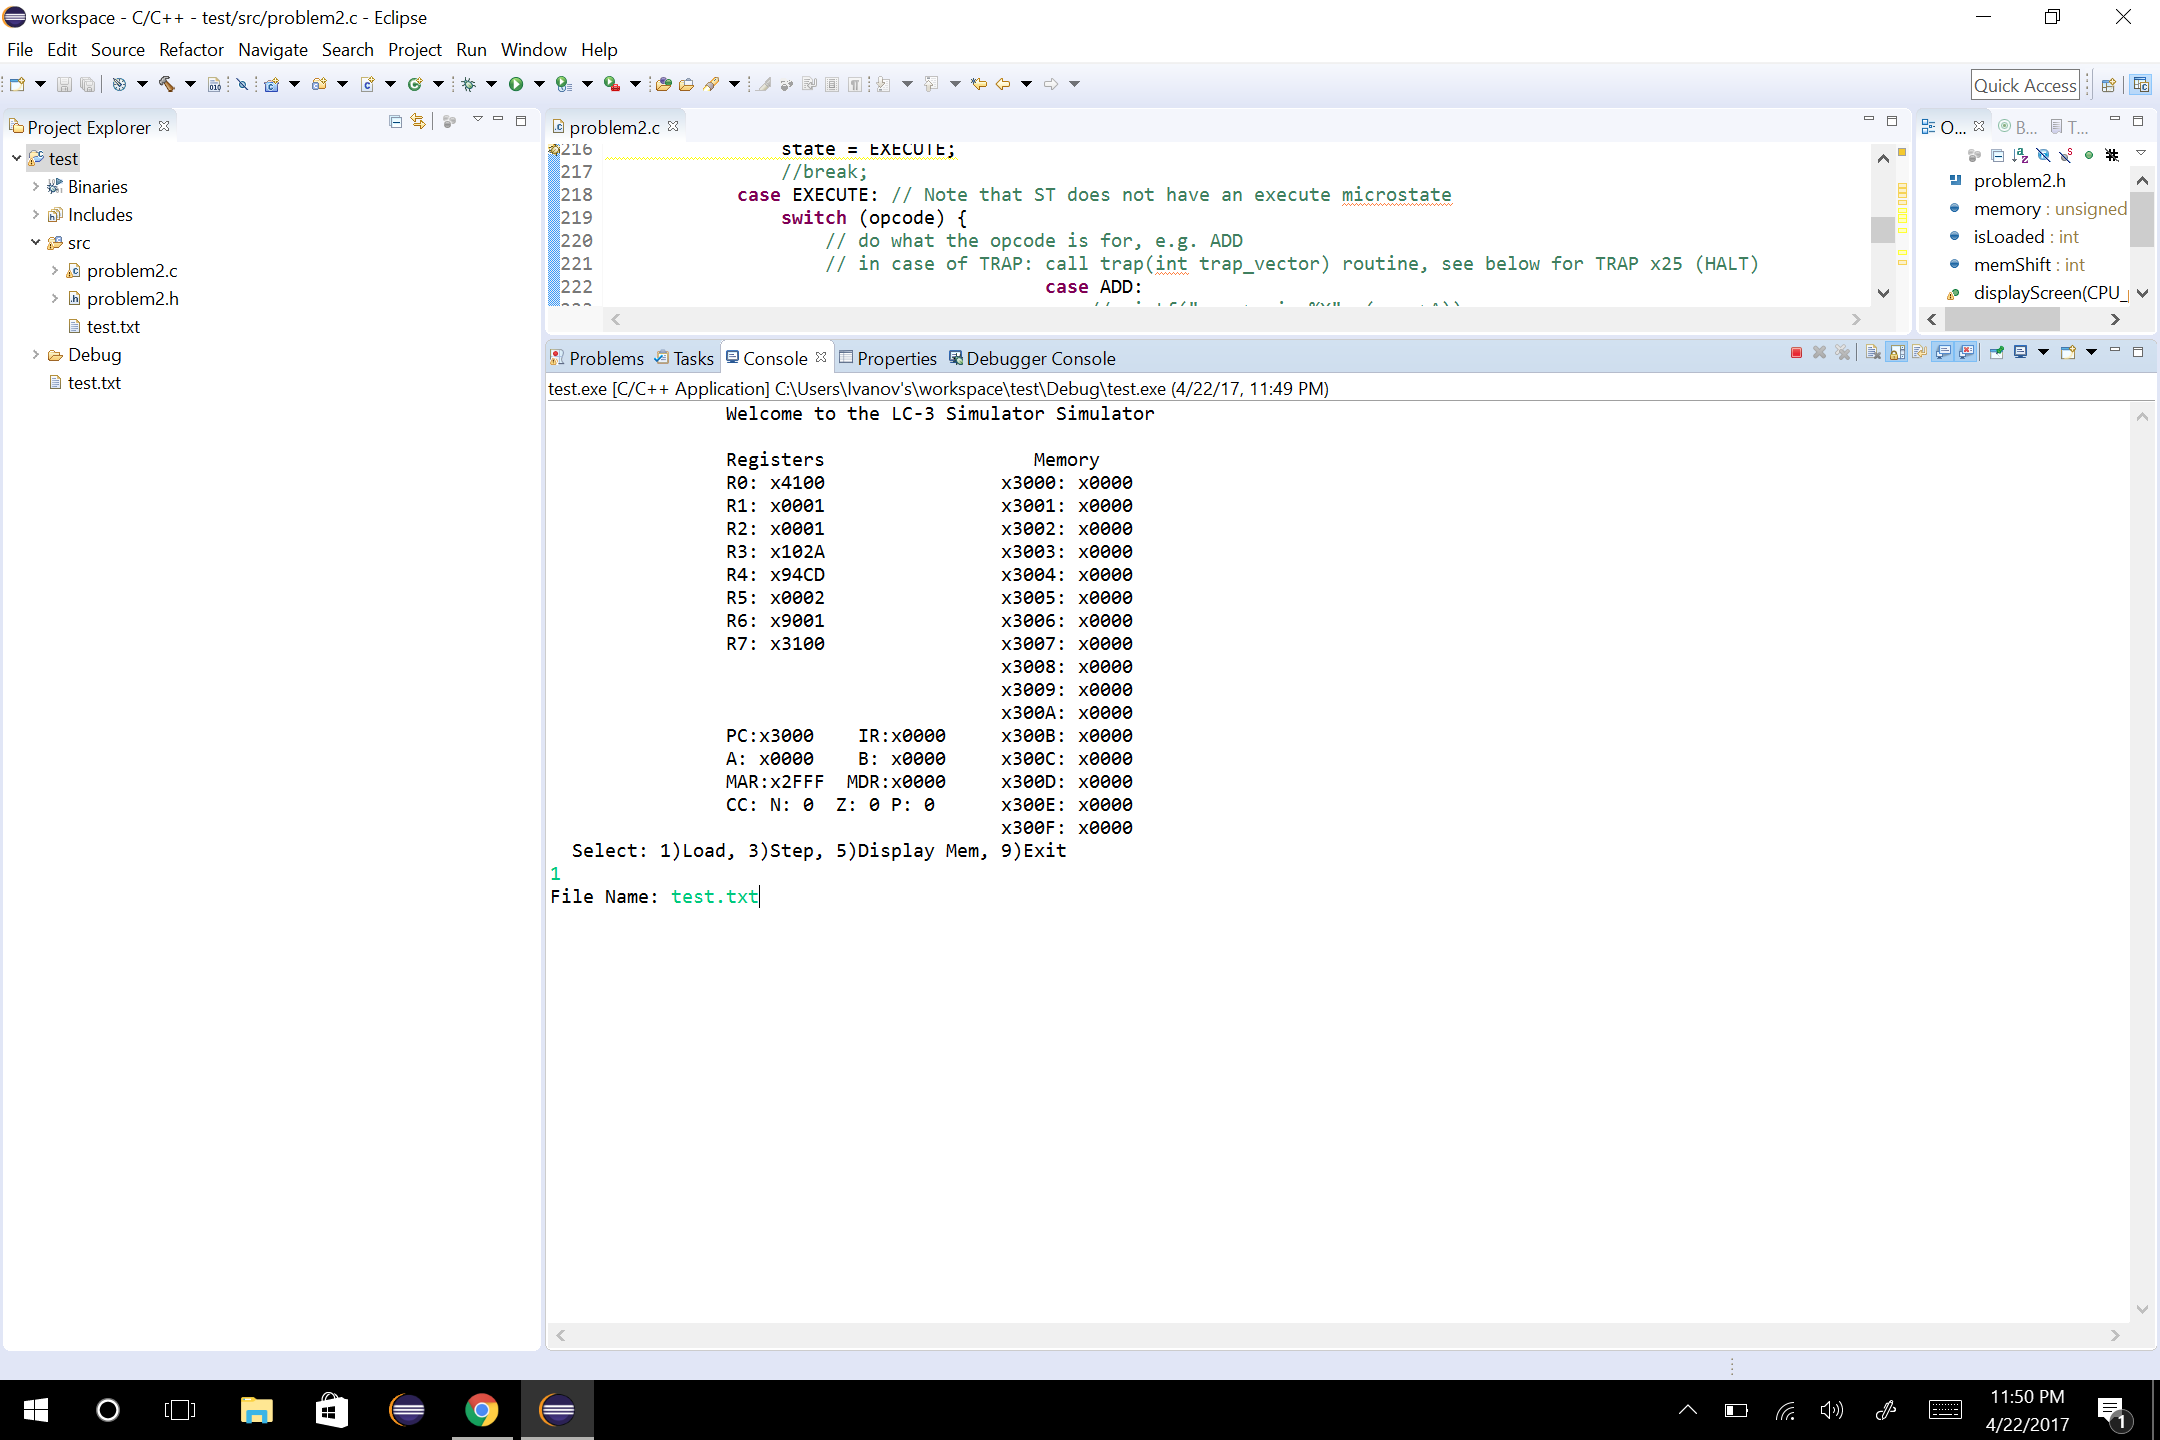 workspace - C/C++ - test/src/problem2.c - Eclipse
File Edit Source Refactor Navigate Search Project Run Window Help
Quick Access
Project Explorer
test
Binaries
Includes
src
problem2.c
problem2.h
test.txt
Debug
test.txt
problem2.c
216 state = EXECUTE;
217 //break;
218 case EXECUTE: // Note that ST does not have an execute microstate
219 switch (opcode) {
220 // do what the opcode is for, e.g. ADD
221 // in case of TRAP: call trap(int trap_vector) routine, see below for TRAP x25 (HALT)
222 case ADD:
O... B... T...
problem2.h
memory : unsigned
isLoaded : int
memShift : int
displayScreen(CPU_
Problems Tasks Console Properties Debugger Console
test.exe [C/C++ Application] C:\Users\Ivanov's\workspace\test\Debug\test.exe (4/22/17, 11:49 PM)
Welcome to the LC-3 Simulator Simulator
Registers Memory
R0: x4100 x3000: x0000
R1: x0001 x3001: x0000
R2: x0001 x3002: x0000
R3: x102A x3003: x0000
R4: x94CD x3004: x0000
R5: x0002 x3005: x0000
R6: x9001 x3006: x0000
R7: x3100 x3007: x0000
x3008: x0000
x3009: x0000
x300A: x0000
PC:x3000 IR:x0000 x300B: x0000
A: x0000 B: x0000 x300C: x0000
MAR:x2FFF MDR:x0000 x300D: x0000
CC: N: 0 Z: 0 P: 0 x300E: x0000
x300F: x0000
Select: 1)Load, 3)Step, 5)Display Mem, 9)Exit
1
File Name: test.txt
11:50 PM
4/22/2017
1